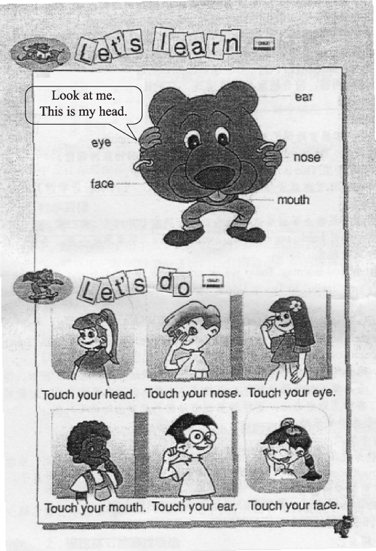 Let's learn
Look at me.
This is my head.
ear
eye
nose
face
mouth
Let's do
Touch your head. Touch your nose. Touch your eye.
Touch your mouth. Touch your ear. Touch your face.